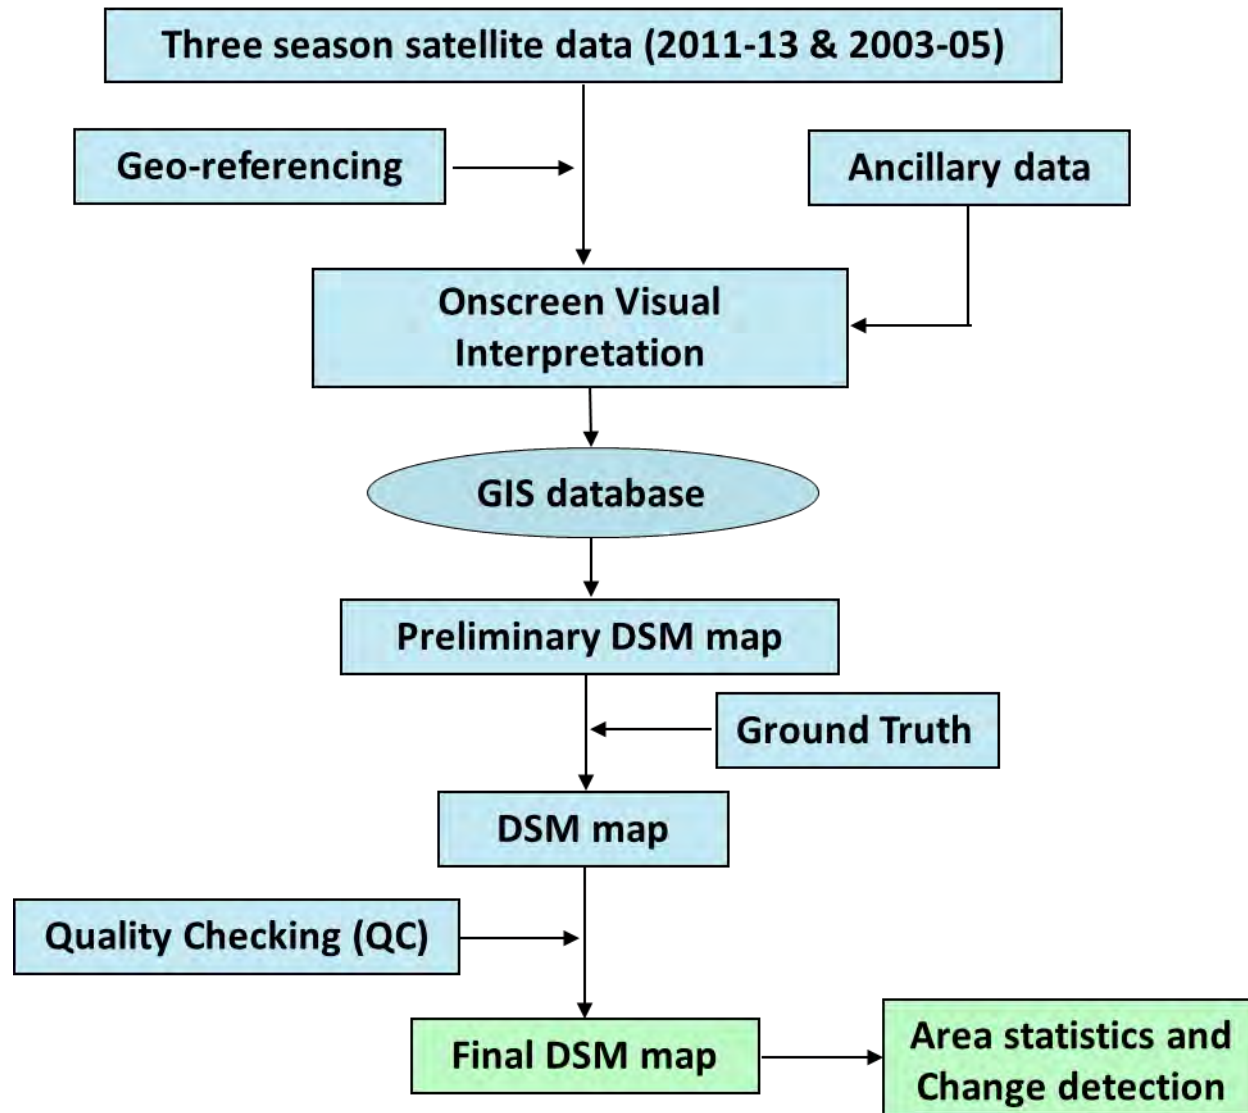 Three season satellite data (2011-13 & 2003-05)
Geo-referencing
Ancillary data
Onscreen Visual
Interpretation
GIS database
Preliminary DSM map
Ground Truth
DSM map
Quality Checking (QC)
Final DSM map
Area statistics and
Change detection